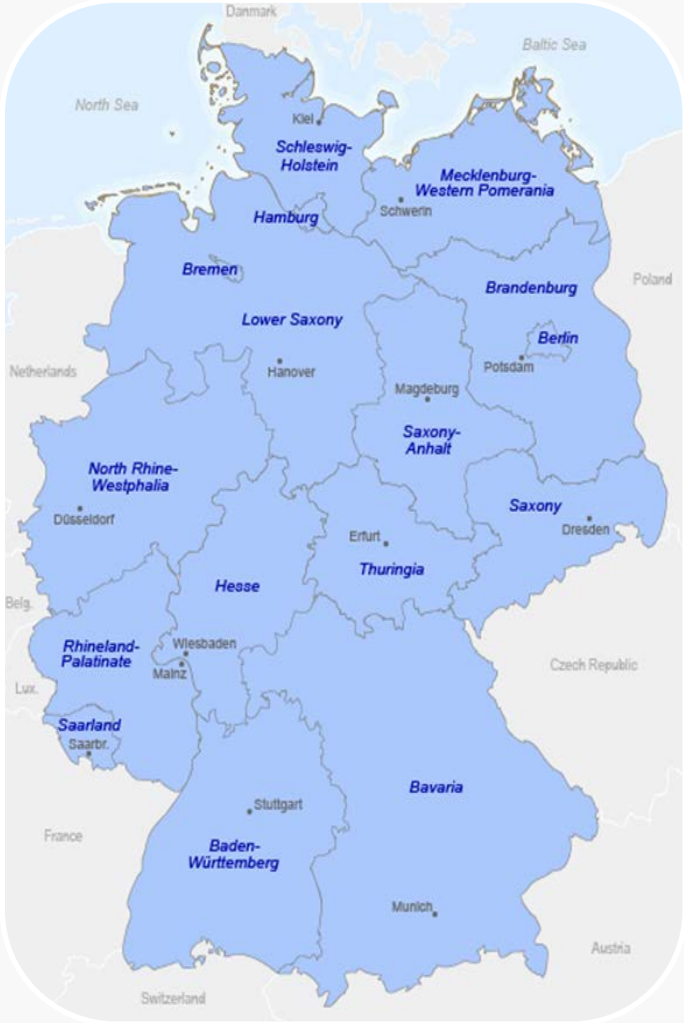 Danmark
Baltic Sea
North Sea
Kiel
Schleswig-
Holstein
Mecklenburg-
Western Pomerania
Schwerin
Hamburg
Bremen
Poland
Brandenburg
Lower Saxony
Berlin
Netherlands
Hanover
Potsdam
Magdeburg
Saxony-
Anhalt
North Rhine-
Westphalia
Saxony
Düsseldorf
Dresden
Erfurt
Thuringia
Hesse
Belg.
Rhineland-
Palatinate
Wiesbaden
Mainz
Czech Republic
Lux.
Saarland
Saarbr.
Bavaria
Stuttgart
France
Baden-
Württemberg
Munich
Austria
Switzerland